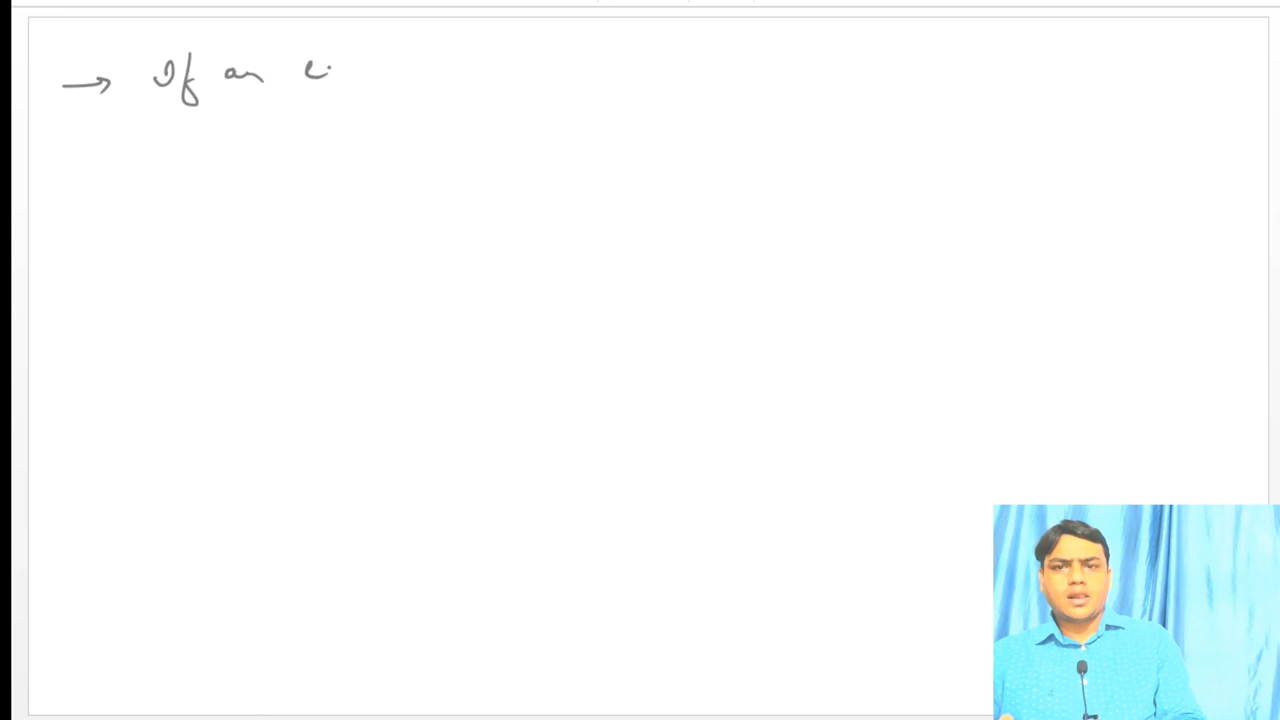 → If an e